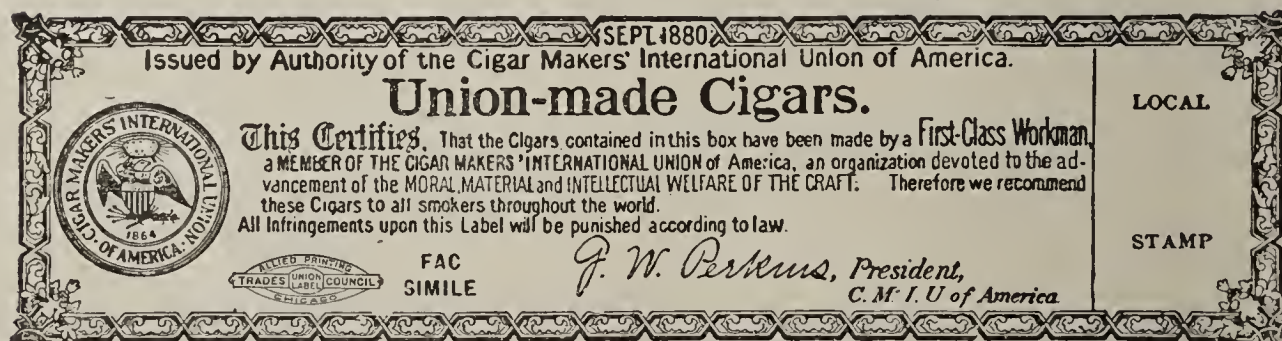 SEPT. 1880
Issued by Authority of the Cigar Makers' International Union of America.
Union-made Cigars.
This Certifies, That the Cigars contained in this box have been made by a First-Class Workman,
a MEMBER OF THE CIGAR MAKERS' INTERNATIONAL UNION of America, an organization devoted to the ad-
vancement of the MORAL, MATERIAL and INTELLECTUAL WELFARE OF THE CRAFT. Therefore we recommend
these Cigars to all smokers throughout the world.
All Infringements upon this Label will be punished according to law.
CIGAR MAKERS INTERNATIONAL UNION
OF AMERICA
1864
ALLIED PRINTING
TRADES UNION LABEL COUNCIL
CHICAGO
FAC
SIMILE
G. W. Perkins, President,
C. M. I. U of America
LOCAL
STAMP